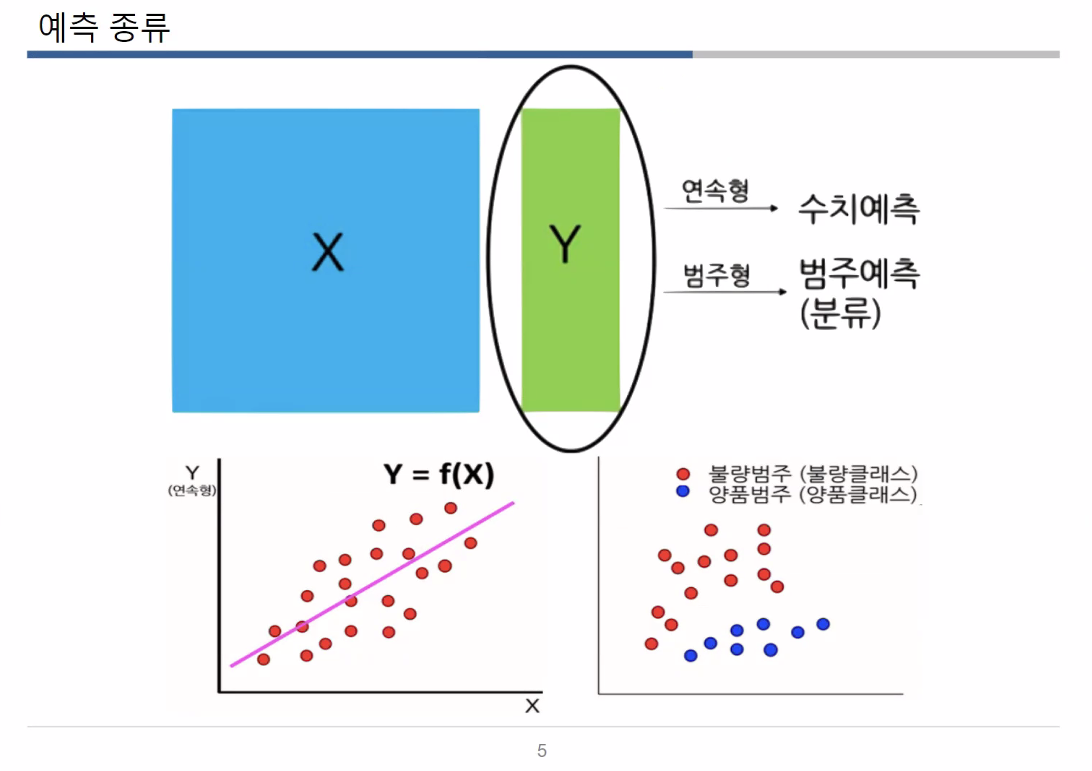 예측 종류
X
Y
연속형
수치예측
범주형
범주예측
(분류)
Y
(연속형)
Y = f(X)
X
불량범주 (불량클래스)
양품범주 (양품클래스)
5